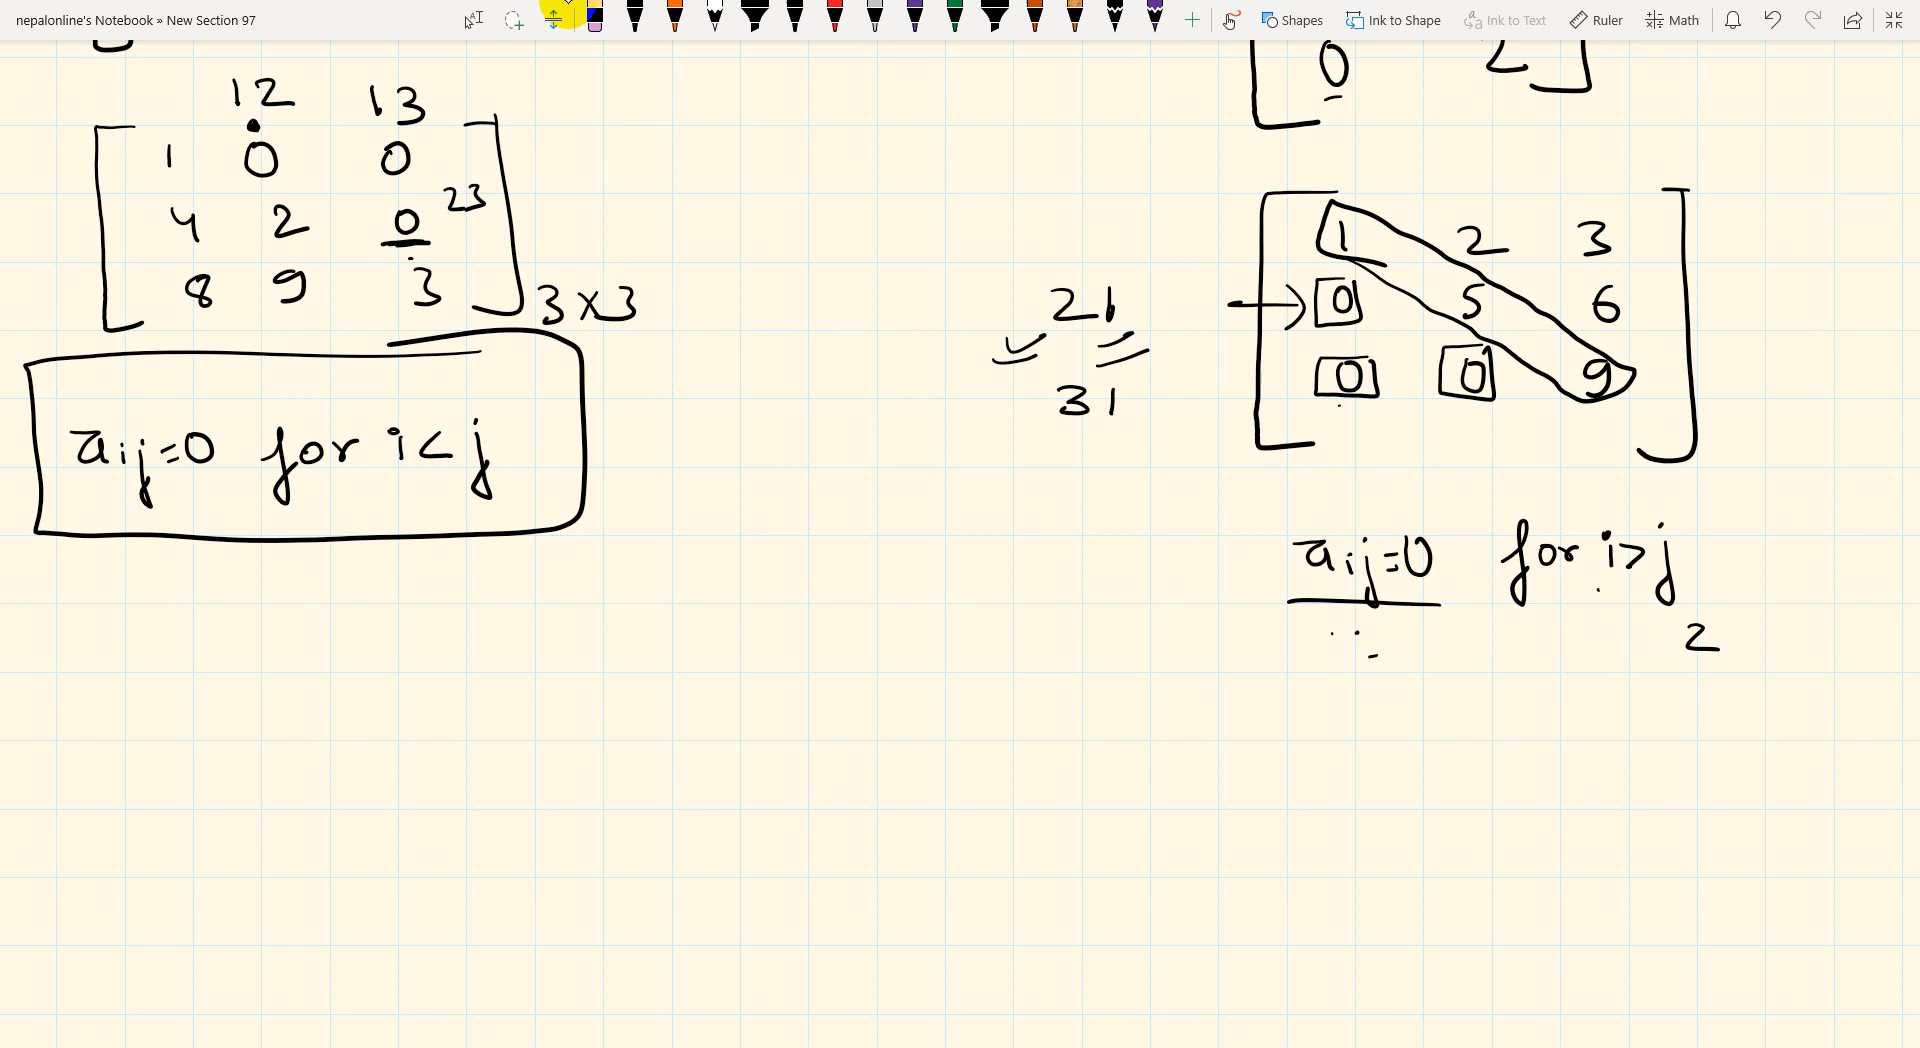 nepalonline's Notebook » New Section 97
Shapes
Ink to Shape
Ink to Text
Ruler
Math
12 13
1 0 0
4 2 0 23
8 9 3
3×3
aij=0 for i<j
0 2
21
31
1 2 3
0 5 6
0 0 9
aij=0 for i>j
2